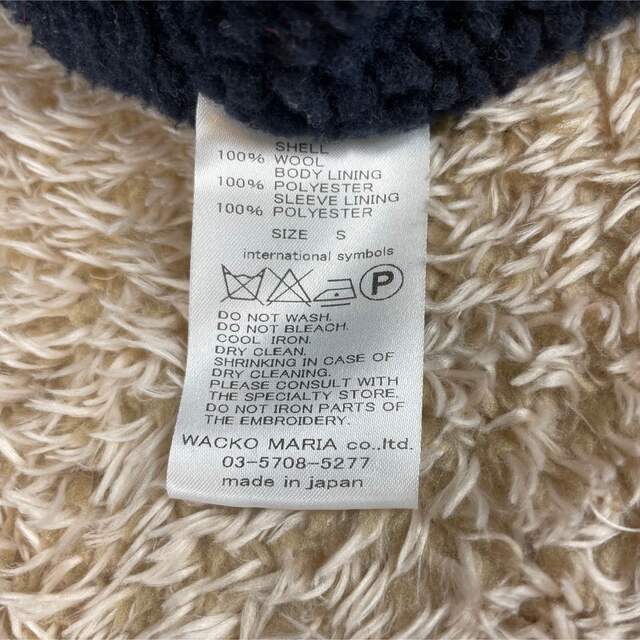 SHELL
100% WOOL
BODY LINING
100% POLYESTER
SLEEVE LINING
100% POLYESTER
SIZE S
international symbols
P
DO NOT WASH.
DO NOT BLEACH.
COOL IRON.
DRY CLEAN.
SHRINKING IN CASE OF
DRY CLEANING.
PLEASE CONSULT WITH
THE SPECIALTY STORE.
DO NOT IRON PARTS OF
THE EMBROIDERY.
WACKO MARIA co.,ltd.
03-5708-5277
made in japan